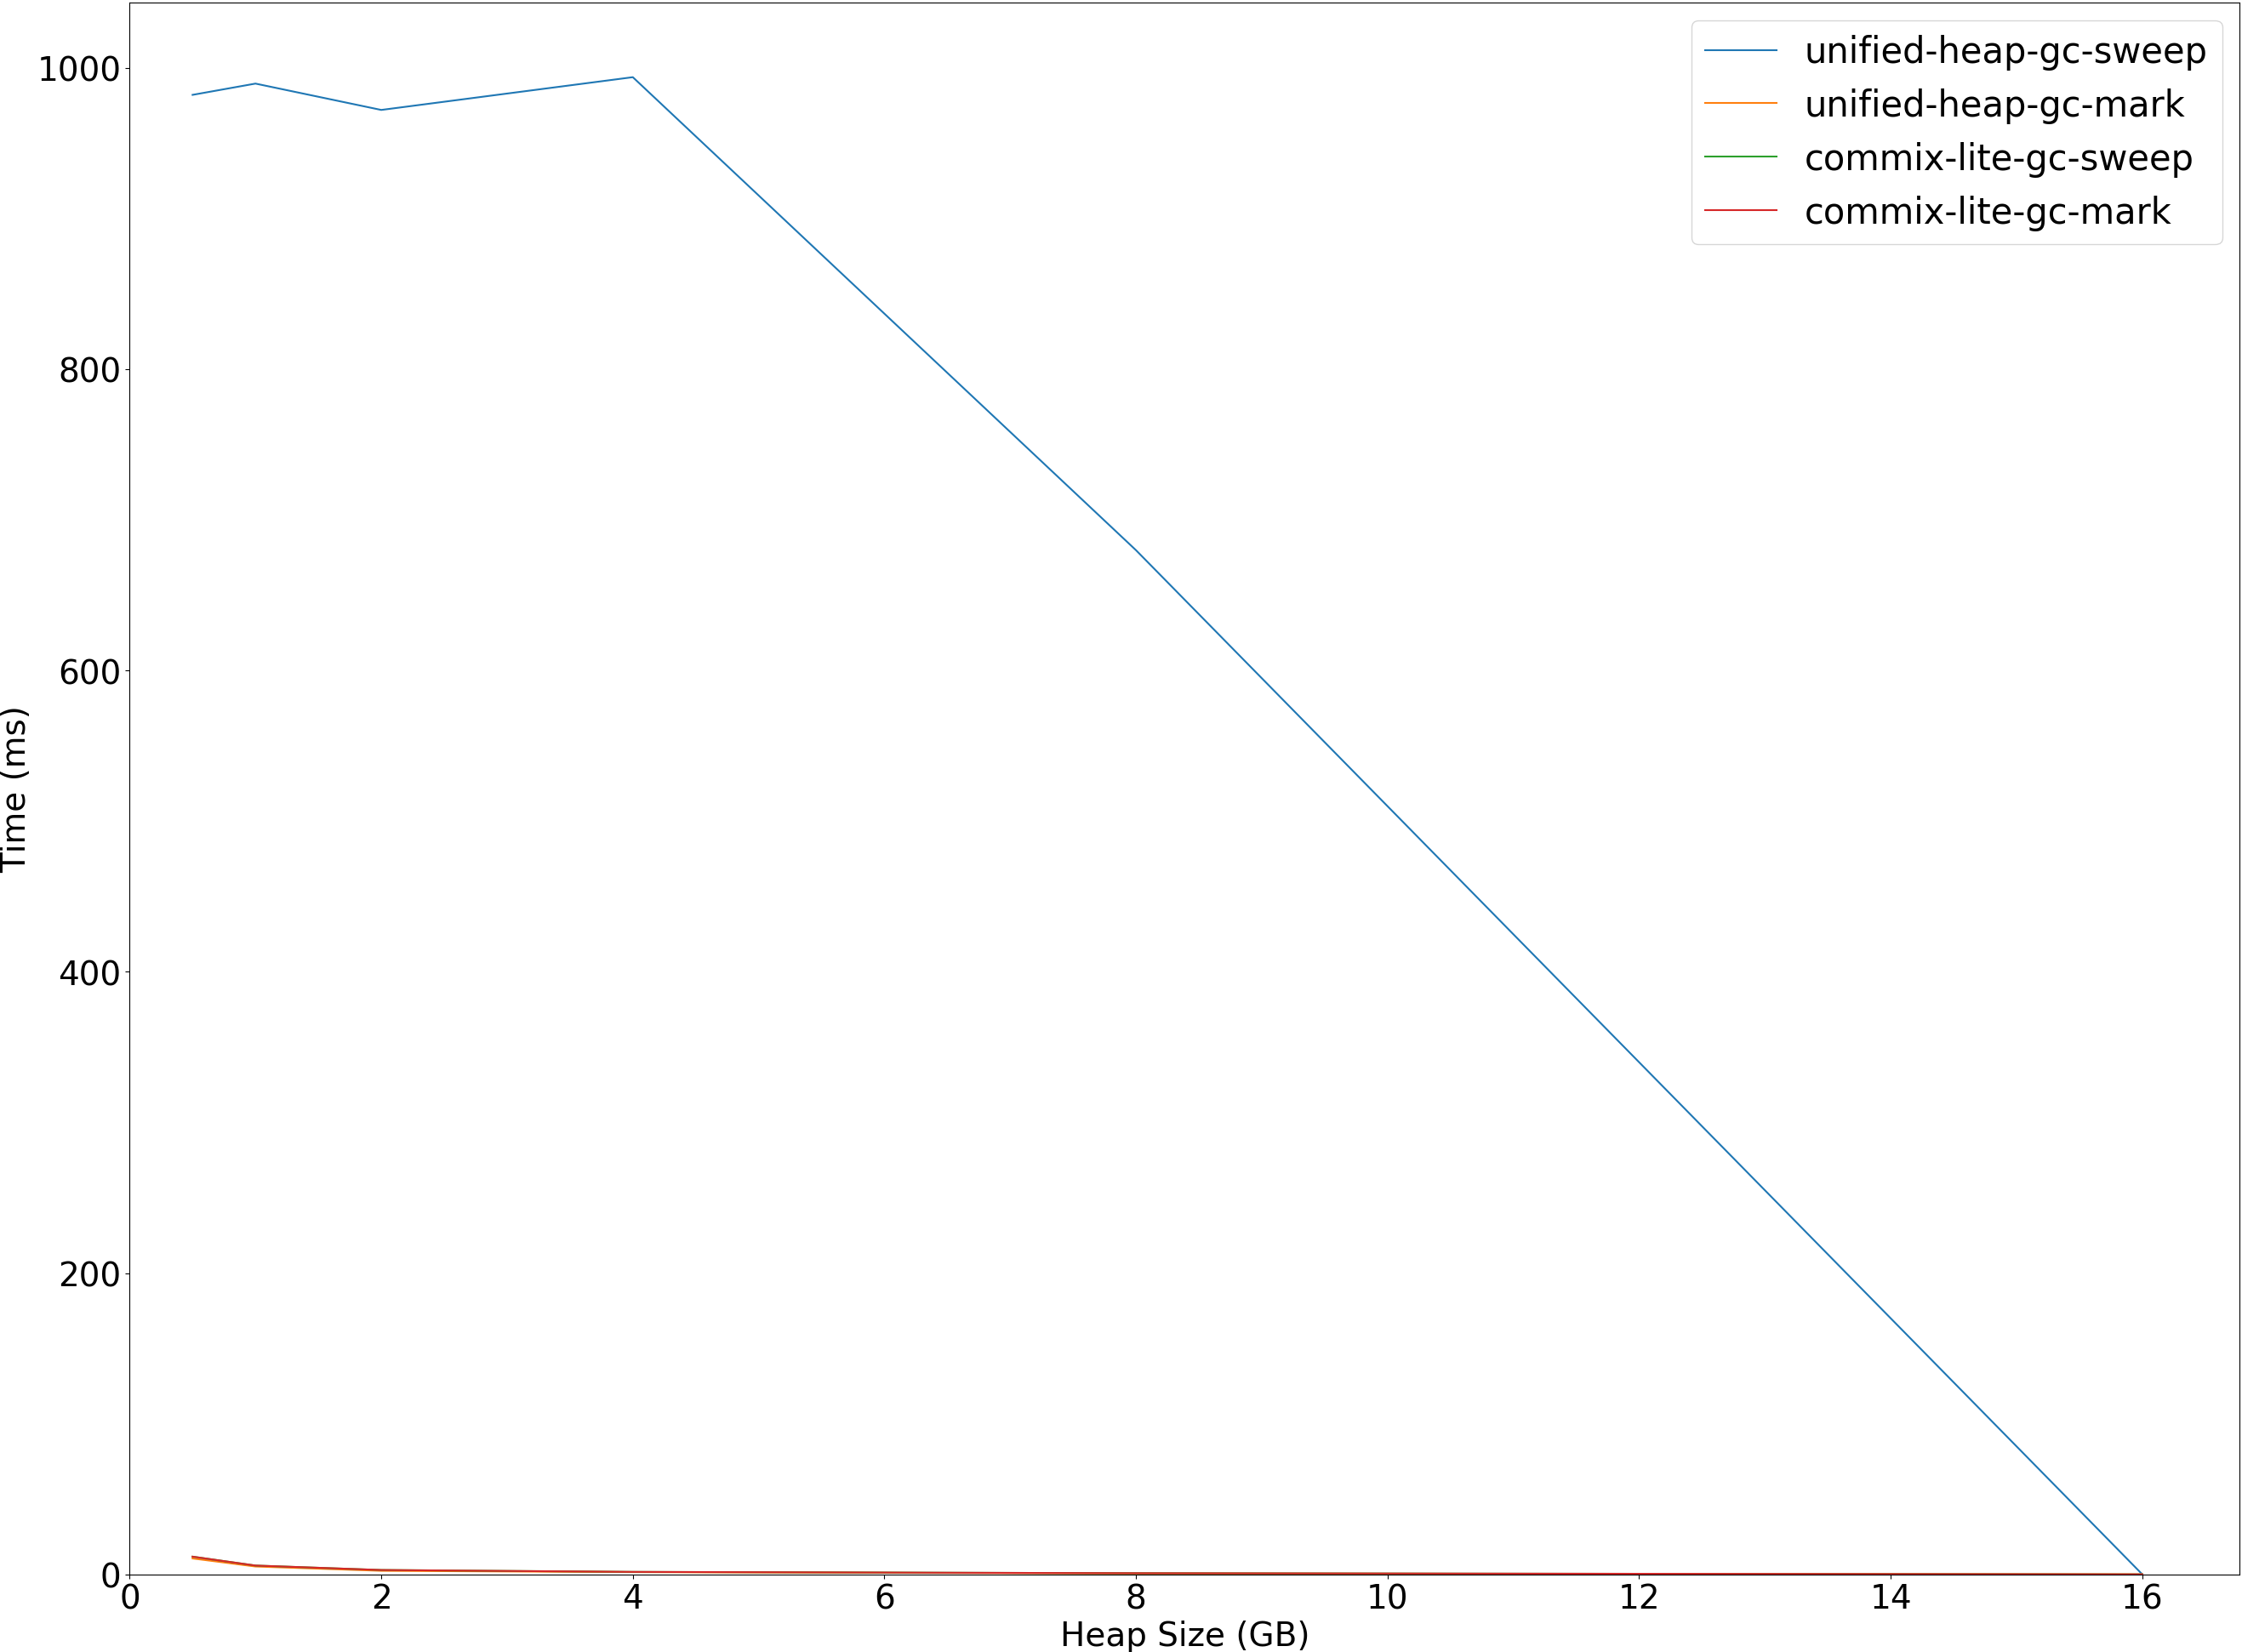 1000
800
600
400
200
0
Time (ms)
0 2 4 6 8 10 12 14 16
Heap Size (GB)
unified-heap-gc-sweep
unified-heap-gc-mark
commix-lite-gc-sweep
commix-lite-gc-mark